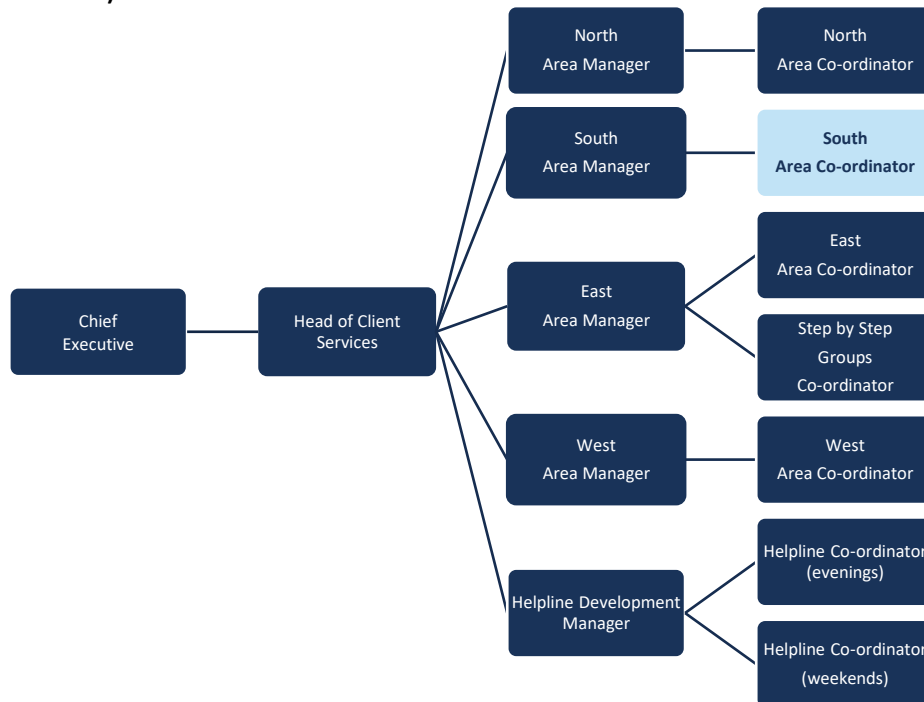 North
Area Manager
North
Area Co-ordinator
South
Area Manager
South
Area Co-ordinator
East
Area Co-ordinator
Chief
Executive
Head of Client
Services
East
Area Manager
Step by Step
Groups
Co-ordinator
West
Area Manager
West
Area Co-ordinator
Helpline Development
Manager
Helpline Co-ordinator
(evenings)
Helpline Co-ordinator
(weekends)